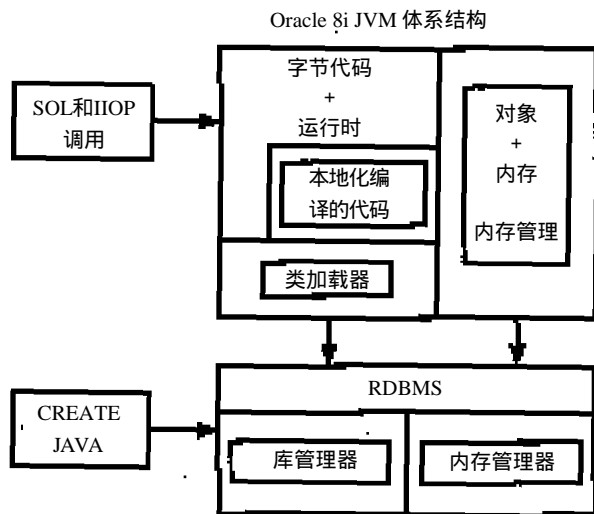 Oracle 8i JVM 体系结构
SOL和IIOP
调用
字节代码
+
运行时
本地化编
译的代码
类加载器
对象
+
内存
内存管理
RDBMS
CREATE
JAVA
库管理器
内存管理器